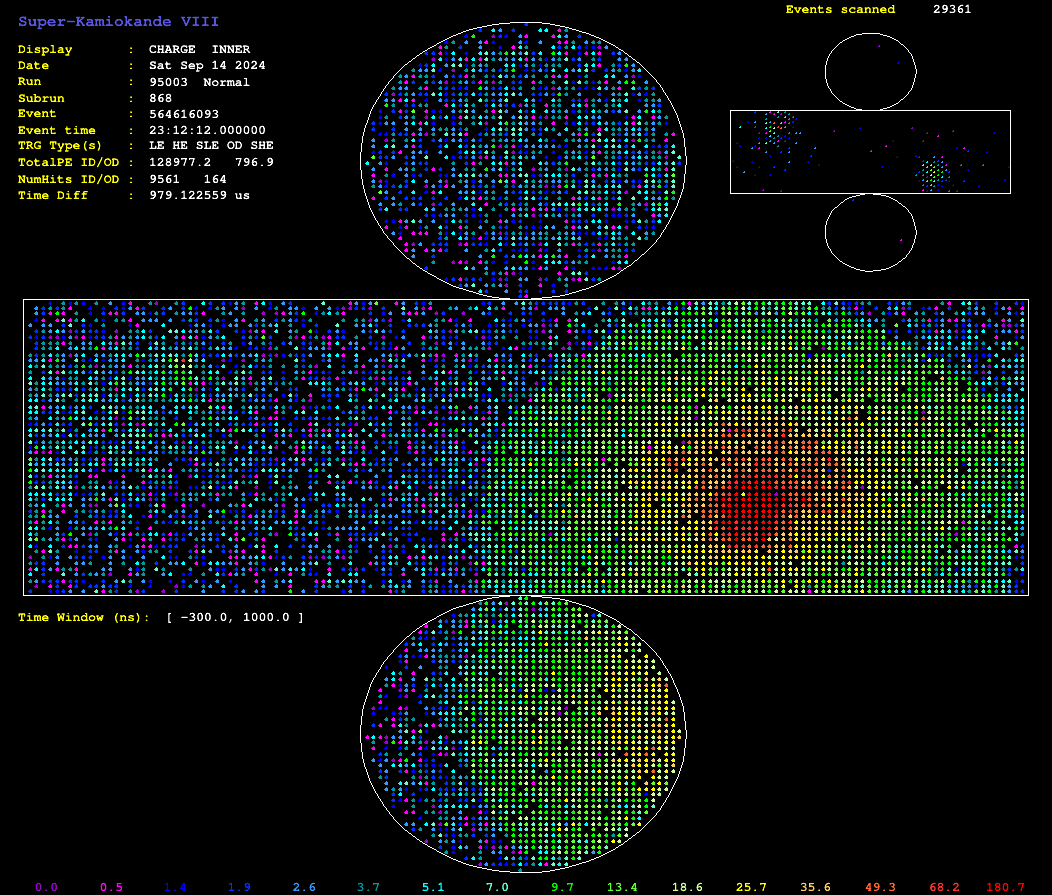 Super-Kamiokande VIII
Display : CHARGE INNER
Date : Sat Sep 14 2024
Run : 95003 Normal
Subrun : 868
Event : 564616093
Event time : 23:12:12.000000
TRG Type(s) : LE HE SLE OD SHE
TotalPE ID/OD : 128977.2 796.9
NumHits ID/OD : 9561 164
Time Diff : 979.122559 us
Events scanned 29361
Time Window (ns): [ -300.0, 1000.0 ]
0.0 0.5 1.4 1.9 2.6 3.7 5.1 7.0 9.7 13.4 18.6 25.7 35.6 49.3 68.2 180.7